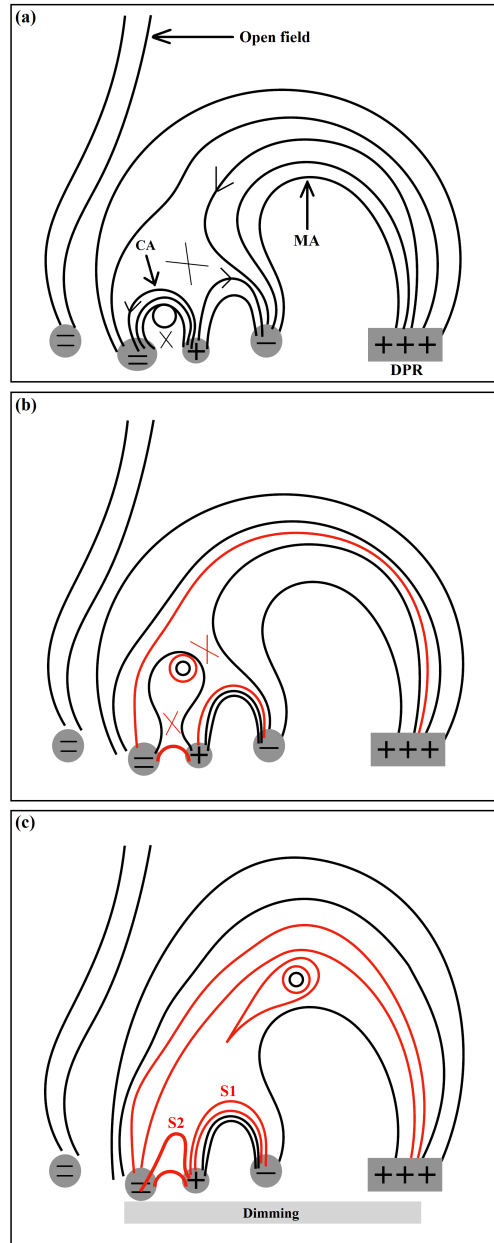 (a)
Open field
CA
MA
=
=
+
−
+++
DPR
(b)
=
=
+
−
+++
(c)
S1
S2
=
=
+
−
+++
Dimming